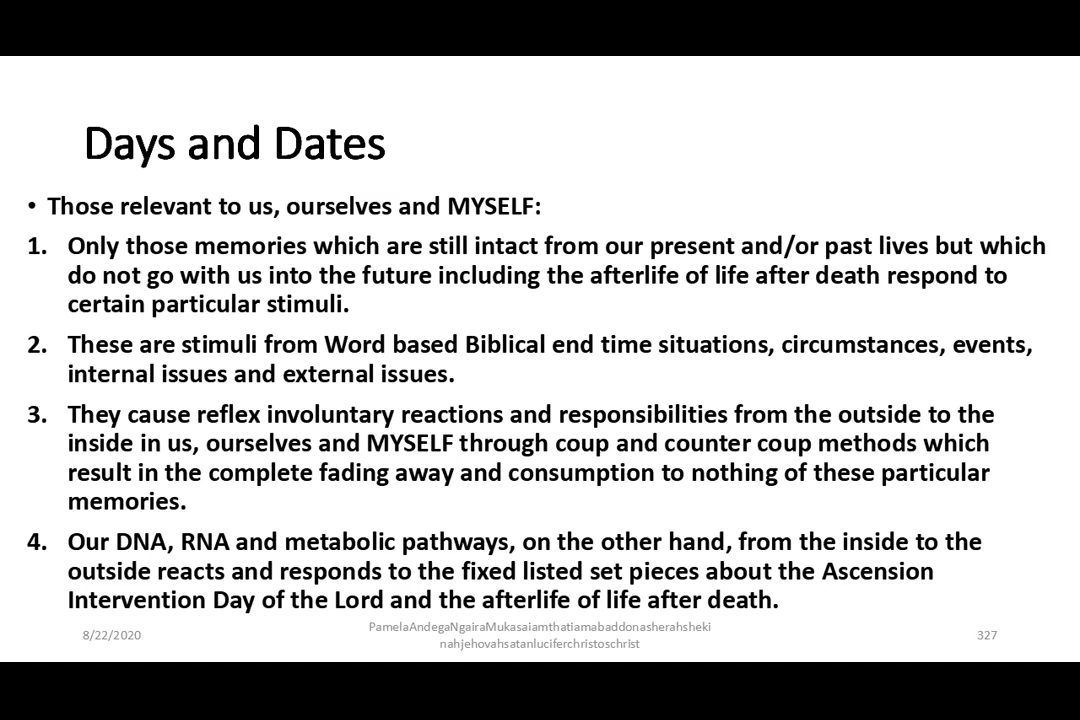 Days and Dates
• Those relevant to us, ourselves and MYSELF:
1. Only those memories which are still intact from our present and/or past lives but which
do not go with us into the future including the afterlife of life after death respond to
certain particular stimuli.
2. These are stimuli from Word based Biblical end time situations, circumstances, events,
internal issues and external issues.
3. They cause reflex involuntary reactions and responsibilities from the outside to the
inside in us, ourselves and MYSELF through coup and counter coup methods which
result in the complete fading away and consumption to nothing of these particular
memories.
4. Our DNA, RNA and metabolic pathways, on the other hand, from the inside to the
outside reacts and responds to the fixed listed set pieces about the Ascension
Intervention Day of the Lord and the afterlife of life after death.
8/22/2020
PamelaAndegaNgairaMukasaiamthatiamabaddonasherahsheki
nahjehovahsatanluciferchristoschrist
327